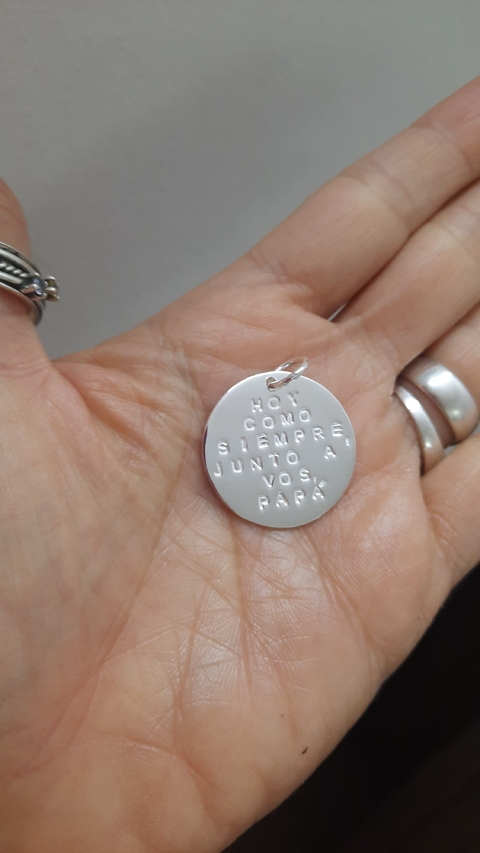 HOY
COMO
SIEMPRE,
JUNTO A
VOS,
PAPÁ